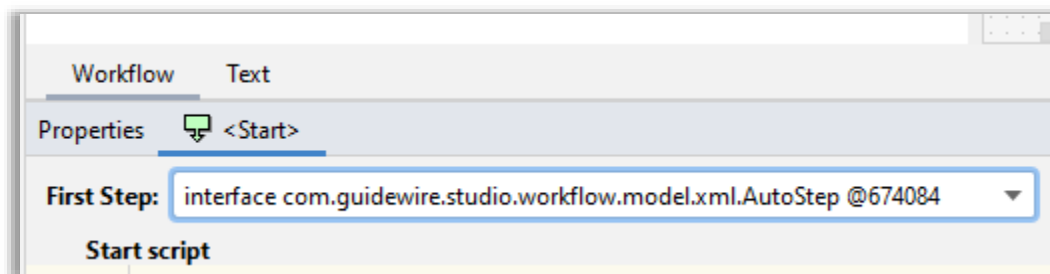 Workflow Text
Properties <Start>
First Step: interface com.guidewire.studio.workflow.model.xml.AutoStep @674084
Start script